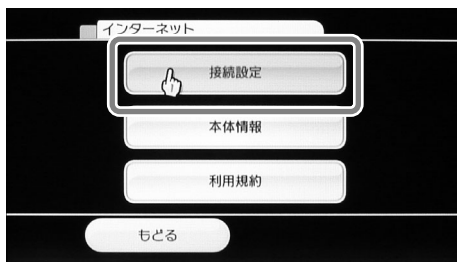 インターネット
接続設定
本体情報
利用規約
もどる